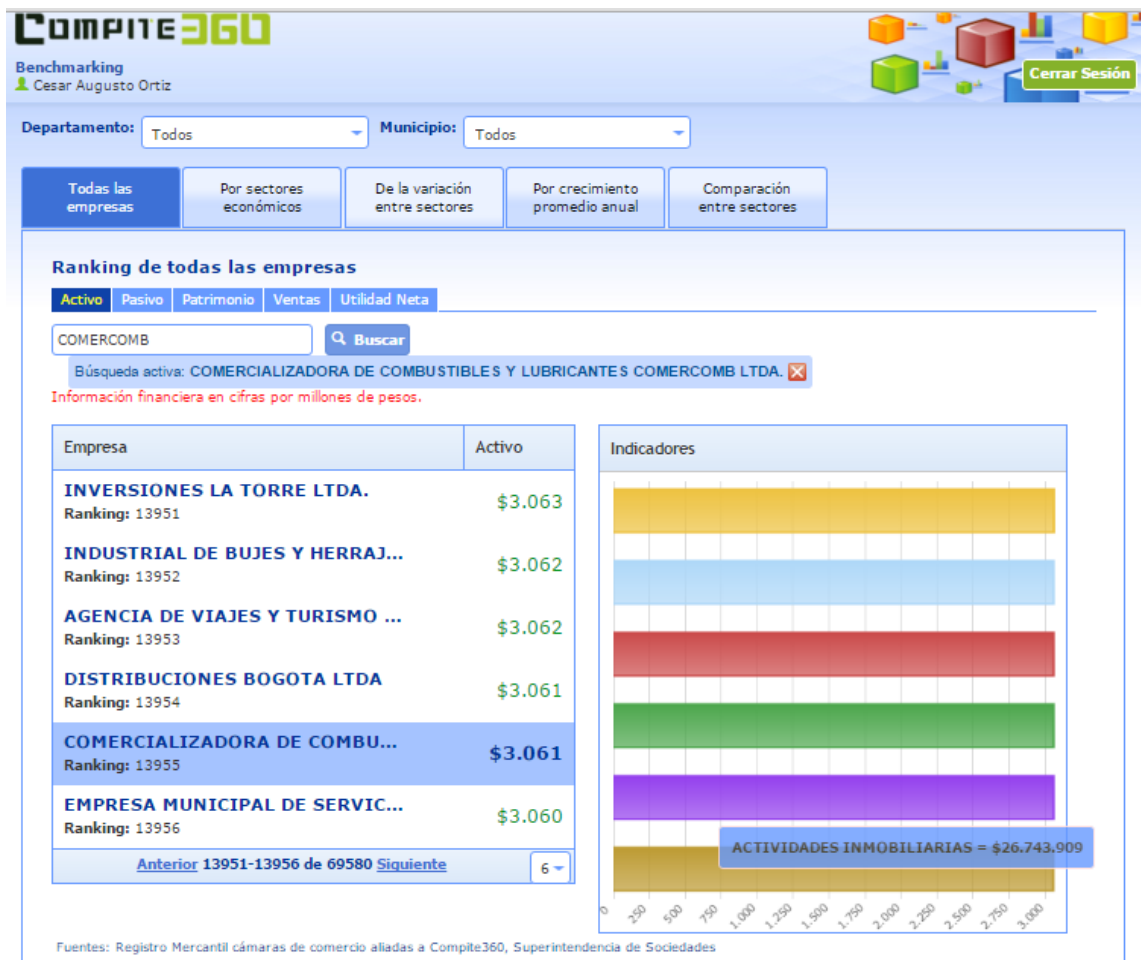 COMPITE360
Benchmarking
Cesar Augusto Ortiz
Cerrar Sesión
Departamento: Todos Municipio: Todos
Todas las empresas
Por sectores económicos
De la variación entre sectores
Por crecimiento promedio anual
Comparación entre sectores
Ranking de todas las empresas
Activo Pasivo Patrimonio Ventas Utilidad Neta
COMERCOMB Buscar
Búsqueda activa: COMERCIALIZADORA DE COMBUSTIBLES Y LUBRICANTES COMERCOMB LTDA.
Información financiera en cifras por millones de pesos.
Empresa Activo
INVERSIONES LA TORRE LTDA. $3.063
Ranking: 13951
INDUSTRIAL DE BUJES Y HERRAJ... $3.062
Ranking: 13952
AGENCIA DE VIAJES Y TURISMO ... $3.062
Ranking: 13953
DISTRIBUCIONES BOGOTA LTDA $3.061
Ranking: 13954
COMERCIALIZADORA DE COMBU... $3.061
Ranking: 13955
EMPRESA MUNICIPAL DE SERVIC... $3.060
Ranking: 13956
Anterior 13951-13956 de 69580 Siguiente 6
Indicadores
ACTIVIDADES INMOBILIARIAS = $26.743.909
0 250 500 750 1.000 1.250 1.500 1.750 2.000 2.250 2.500 2.750 3.000
Fuentes: Registro Mercantil cámaras de comercio aliadas a Compite360, Superintendencia de Sociedades